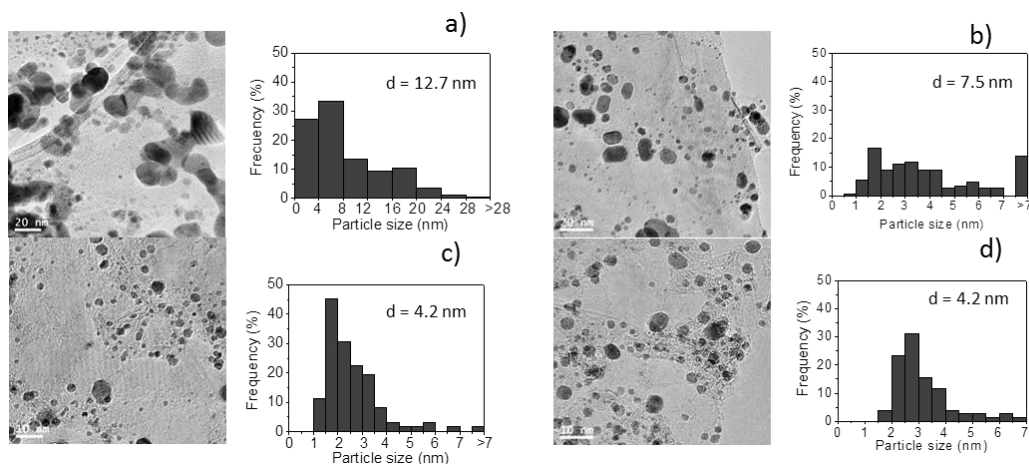 a)
Frecuency (%)
50
40
30
20
10
0
d = 12.7 nm
0 4 8 12 16 20 24 28 >28
Particle size (nm)
20 nm
b)
Frequency (%)
50
40
30
20
10
0
d = 7.5 nm
0 1 2 3 4 5 6 7 >7
Particle size (nm)
20 nm
c)
Frequency (%)
50
40
30
20
10
0
d = 4.2 nm
0 1 2 3 4 5 6 7 >7
Particle size (nm)
10 nm
d)
Frequency (%)
50
40
30
20
10
0
d = 4.2 nm
0 1 2 3 4 5 6 7
Particle size (nm)
10 nm